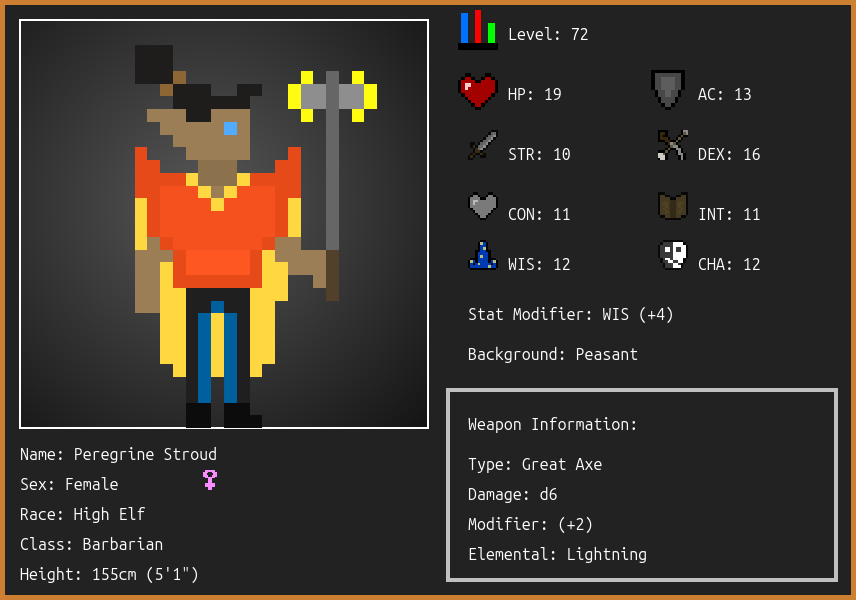 Level: 72
HP: 19
AC: 13
STR: 10
DEX: 16
CON: 11
INT: 11
WIS: 12
CHA: 12
Stat Modifier: WIS (+4)
Background: Peasant
Weapon Information:
Type: Great Axe
Damage: d6
Modifier: (+2)
Elemental: Lightning
Name: Peregrine Stroud
Sex: Female
Race: High Elf
Class: Barbarian
Height: 155cm (5'1")